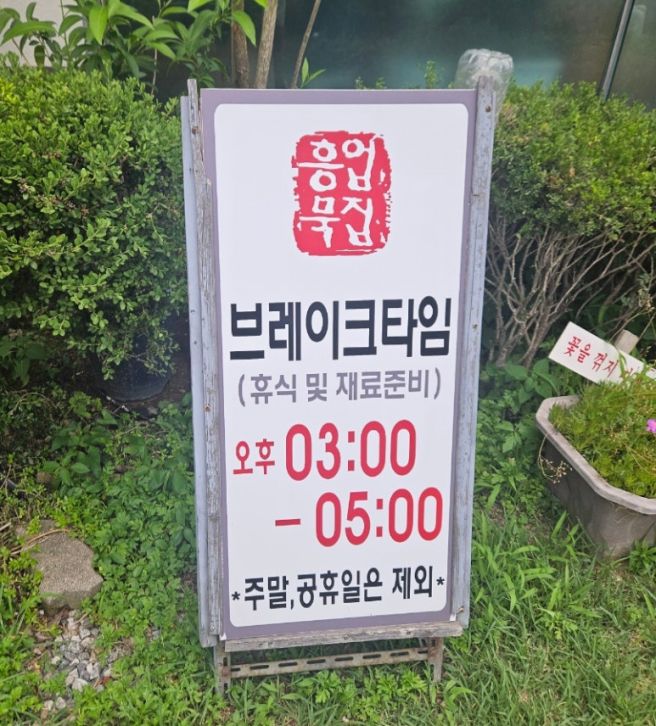 흥업
묵집
브레이크타임
(휴식 및 재료준비)
오후 03:00
- 05:00
*주말,공휴일은 제외*
꽃을 꺾지